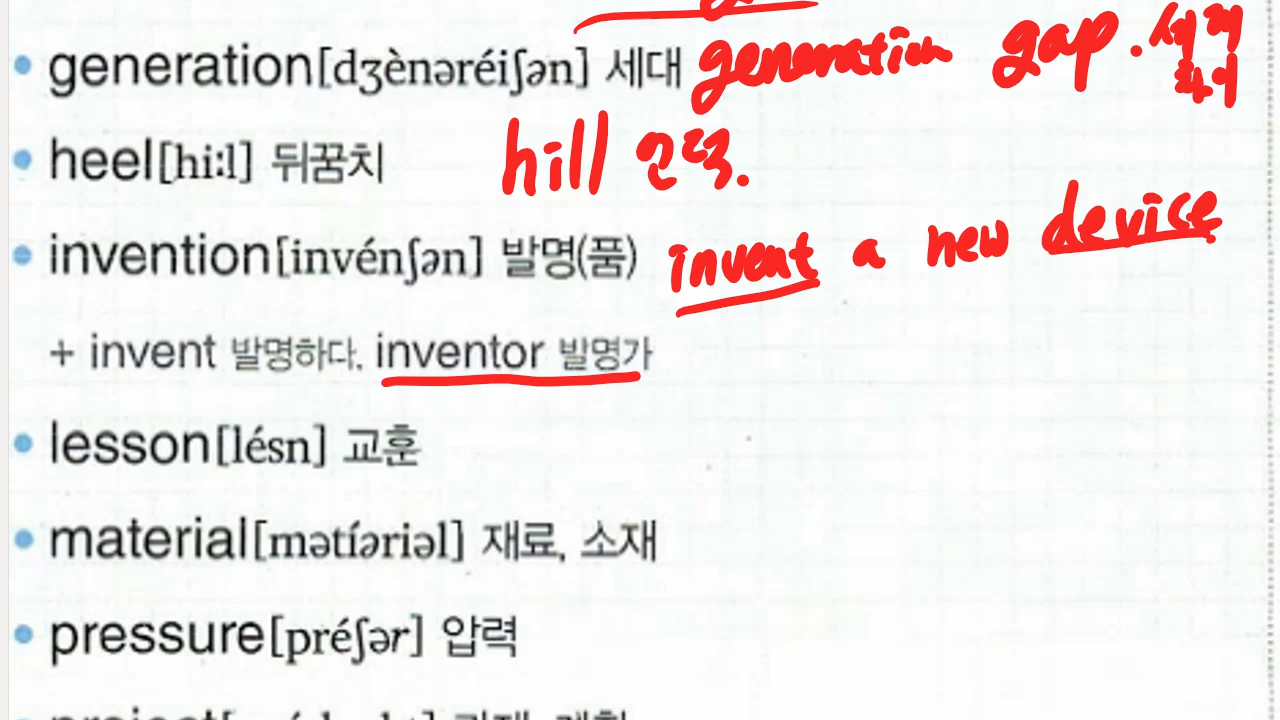 generation[dʒènəréiʃən] 세대 generation gap. 세대
차이
heel[hiːl] 뒤꿈치 hill 언덕.
invention[invénʃən] 발명(품) invent a new device
+ invent 발명하다, inventor 발명가
lesson[lésn] 교훈
material[mətíəriəl] 재료, 소재
pressure[préʃər] 압력